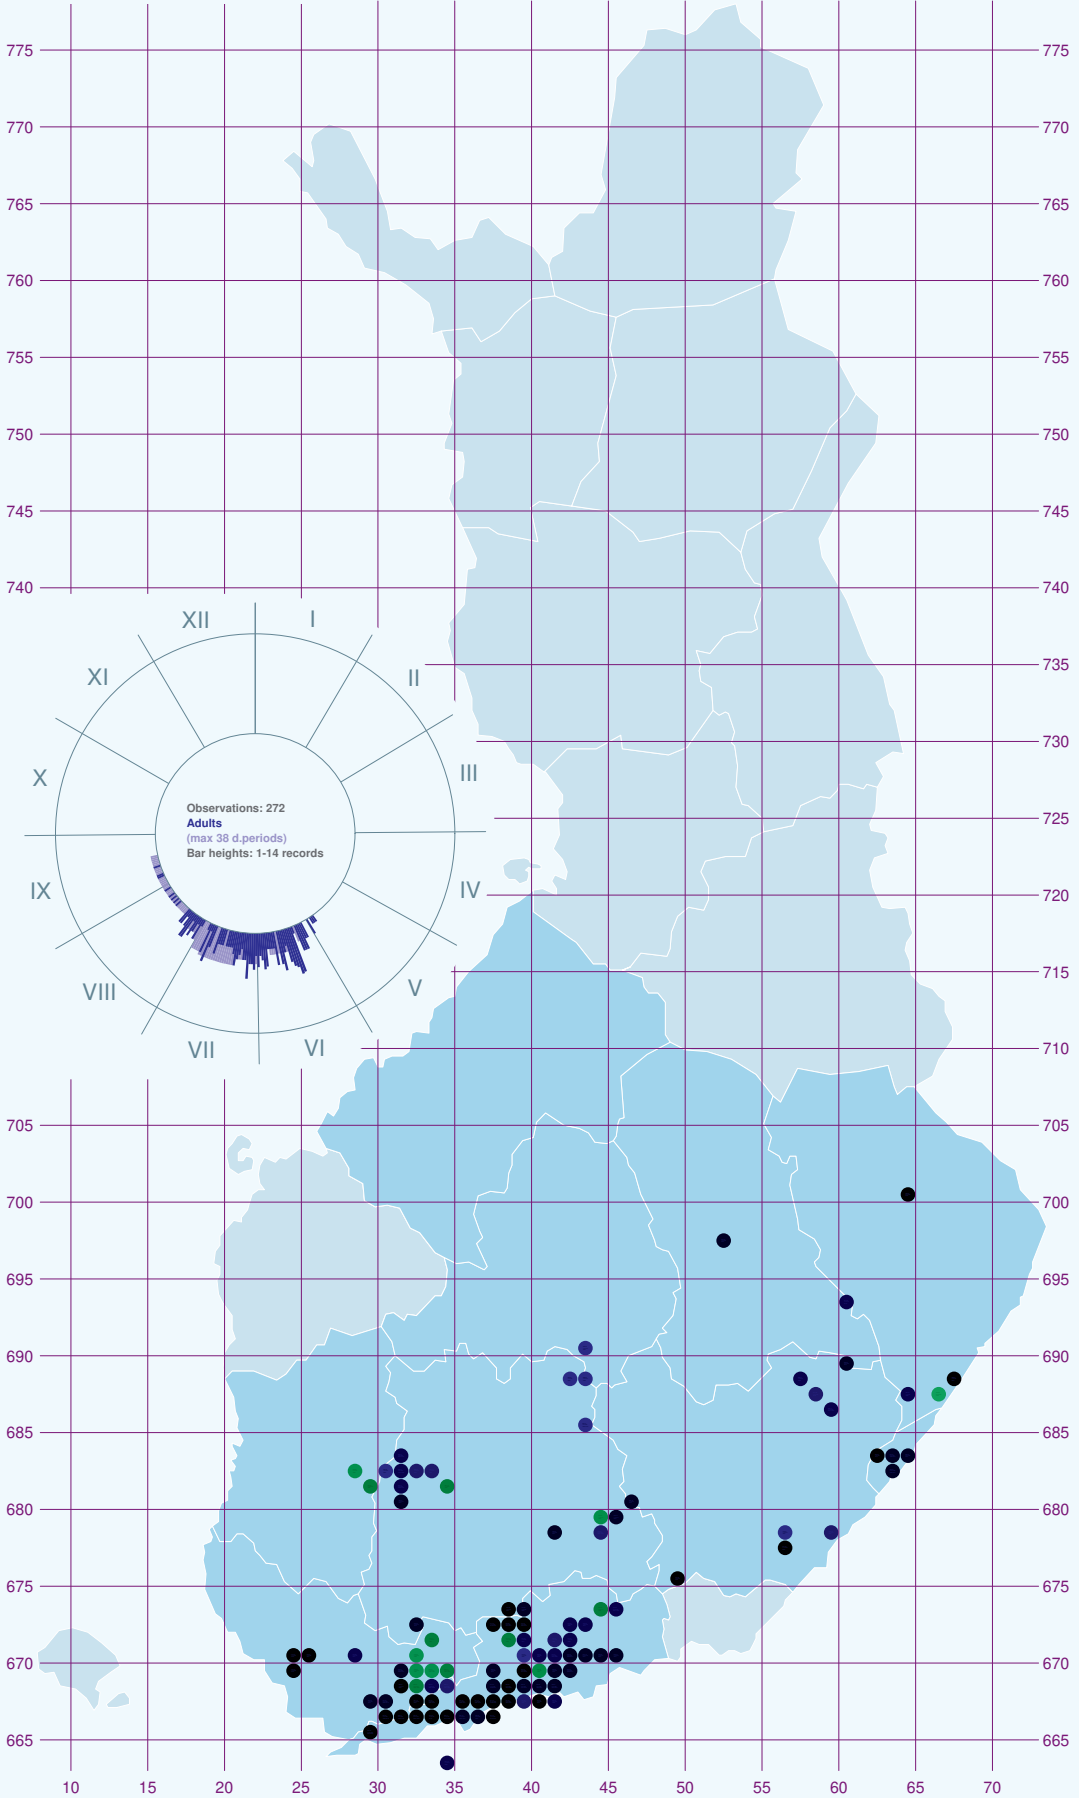 775 775
770 770
765 765
760 760
755 755
750 750
745 745
740 740
735
730
725
720
715
710
XII I
XI II
X III
Observations: 272
Adults
(max 38 d.periods)
Bar heights: 1-14 records
IX IV
VIII V
VII VI
705 705
700 700
695 695
690 690
685 685
680 680
675 675
670 670
665 665
10 15 20 25 30 35 40 45 50 55 60 65 70